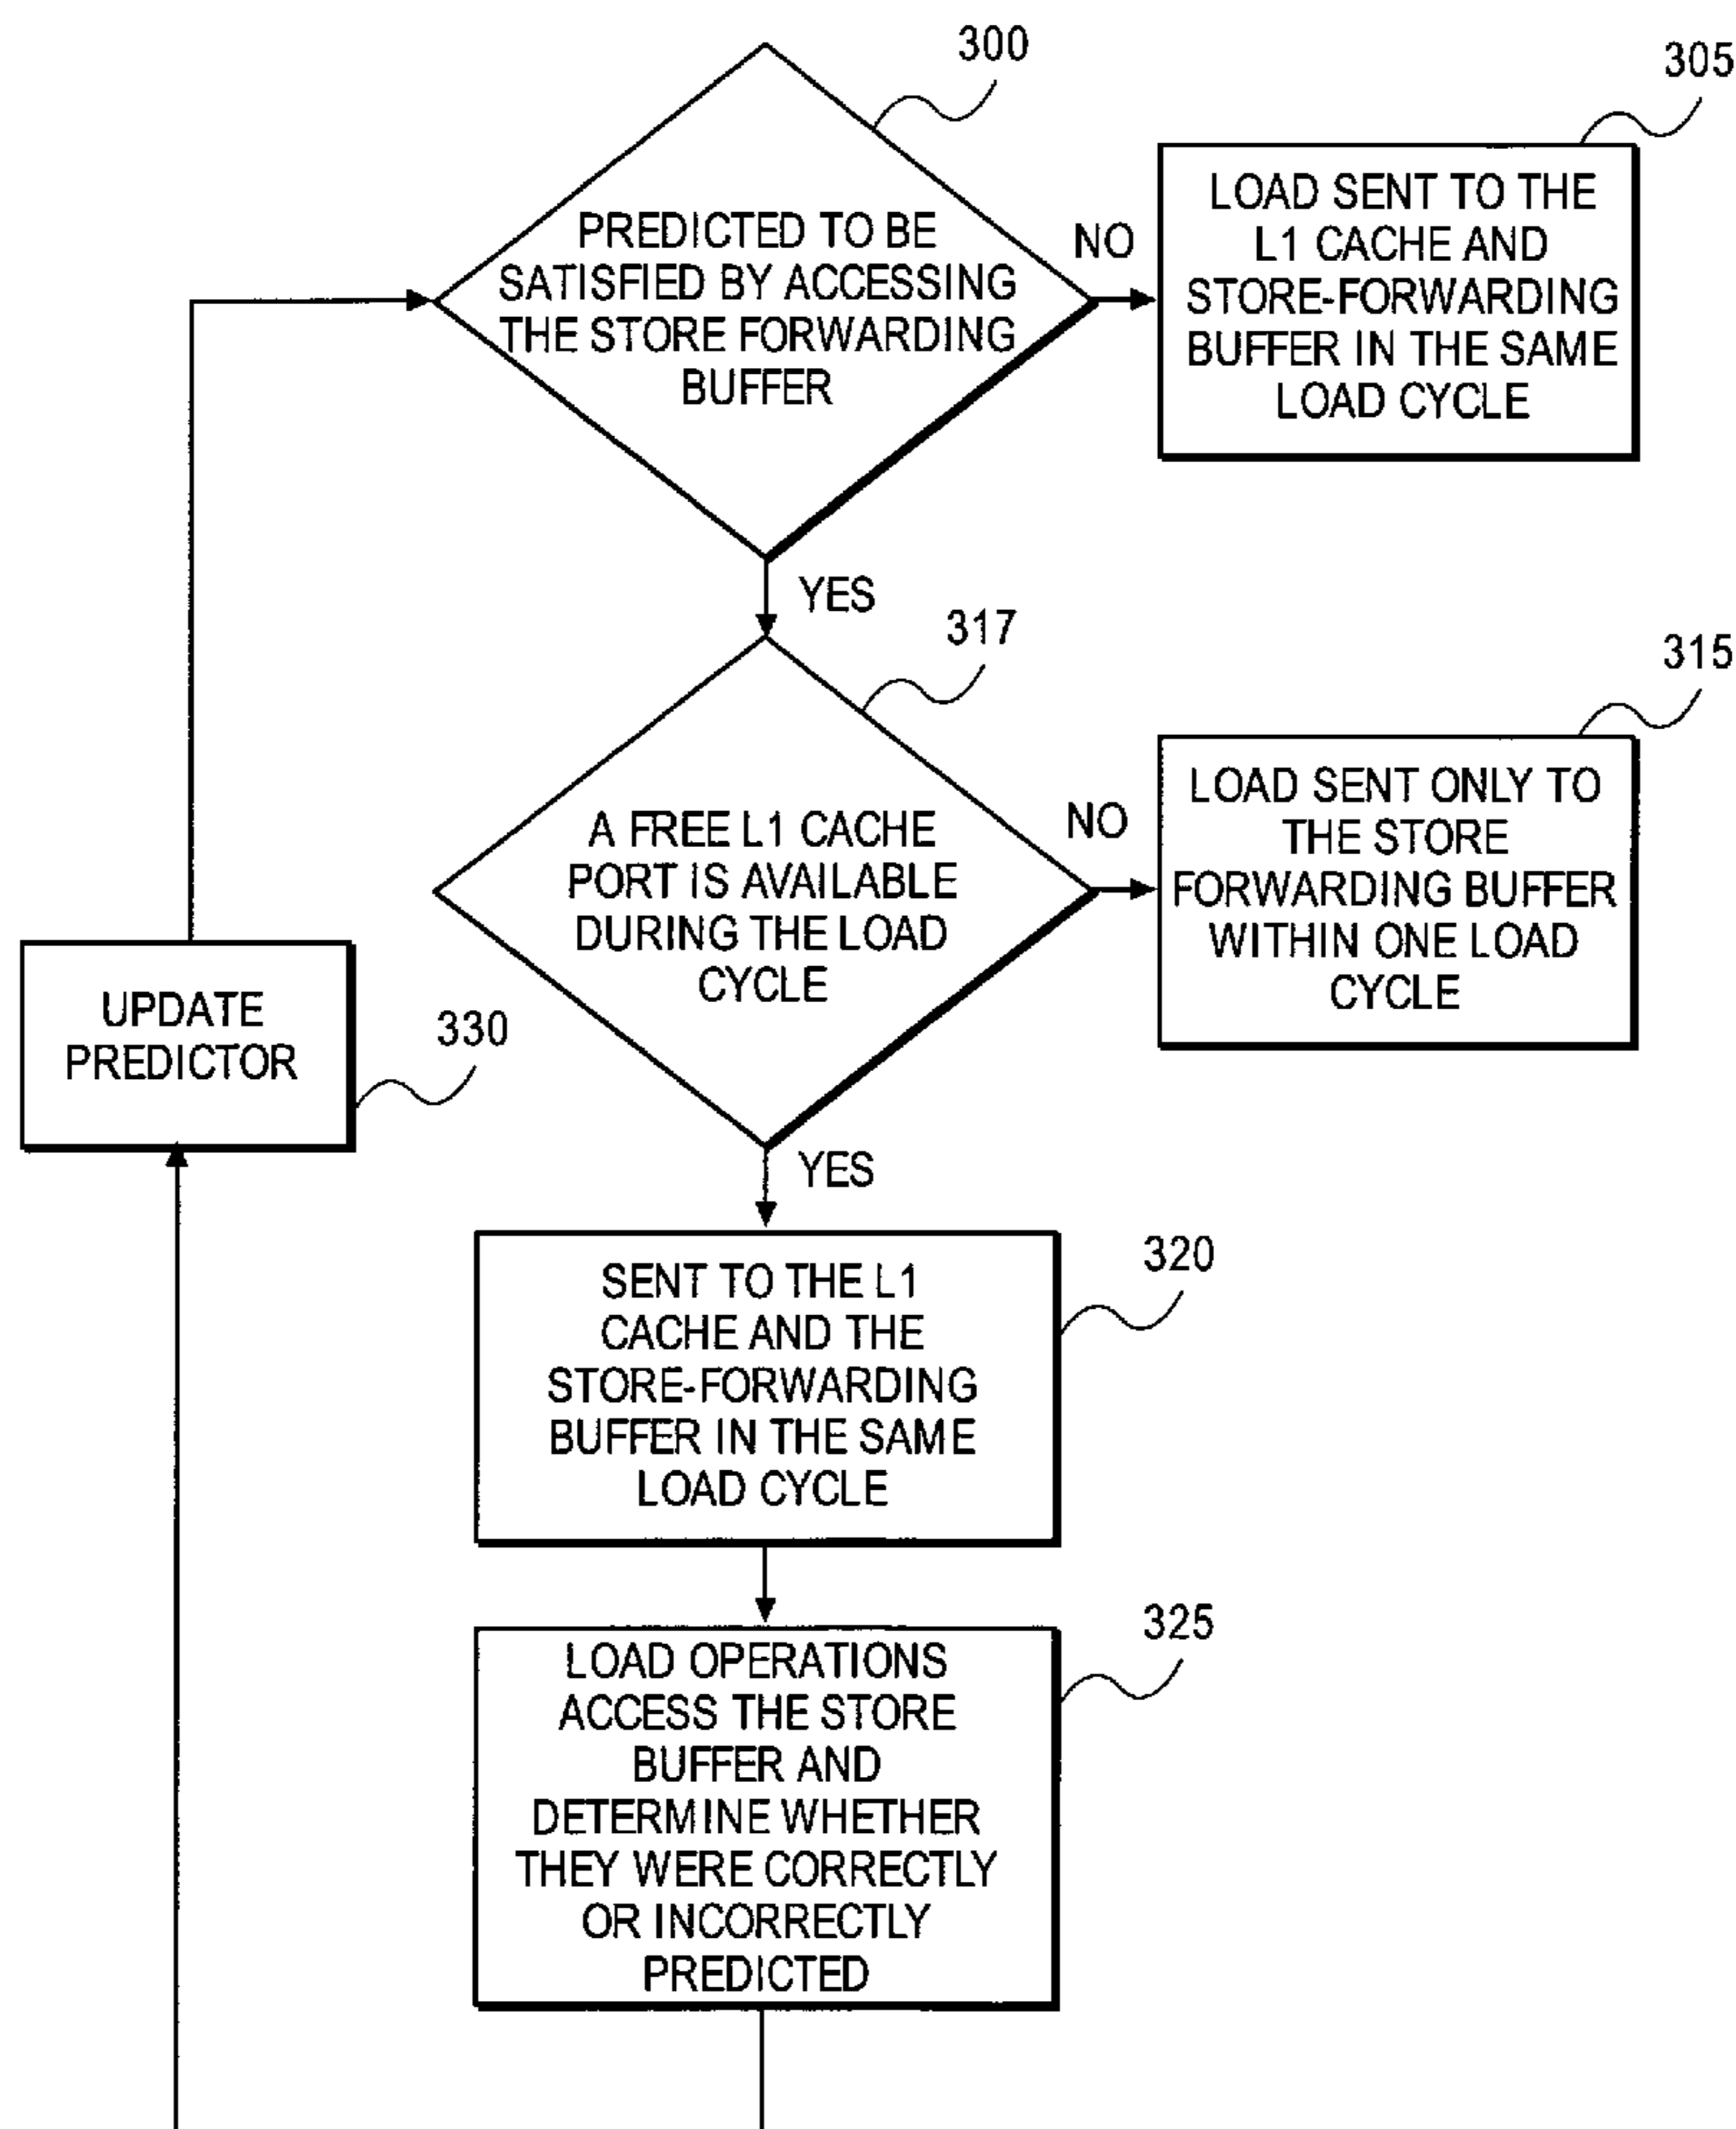 300
PREDICTED TO BE
SATISFIED BY ACCESSING
THE STORE FORWARDING
BUFFER
NO
305
LOAD SENT TO THE
L1 CACHE AND
STORE-FORWARDING
BUFFER IN THE SAME
LOAD CYCLE
YES
317
A FREE L1 CACHE
PORT IS AVAILABLE
DURING THE LOAD
CYCLE
NO
315
LOAD SENT ONLY TO
THE STORE
FORWARDING BUFFER
WITHIN ONE LOAD
CYCLE
UPDATE
PREDICTOR
330
YES
SENT TO THE L1
CACHE AND THE
STORE-FORWARDING
BUFFER IN THE SAME
LOAD CYCLE
320
LOAD OPERATIONS
ACCESS THE STORE
BUFFER AND
DETERMINE WHETHER
THEY WERE CORRECTLY
OR INCORRECTLY
PREDICTED
325